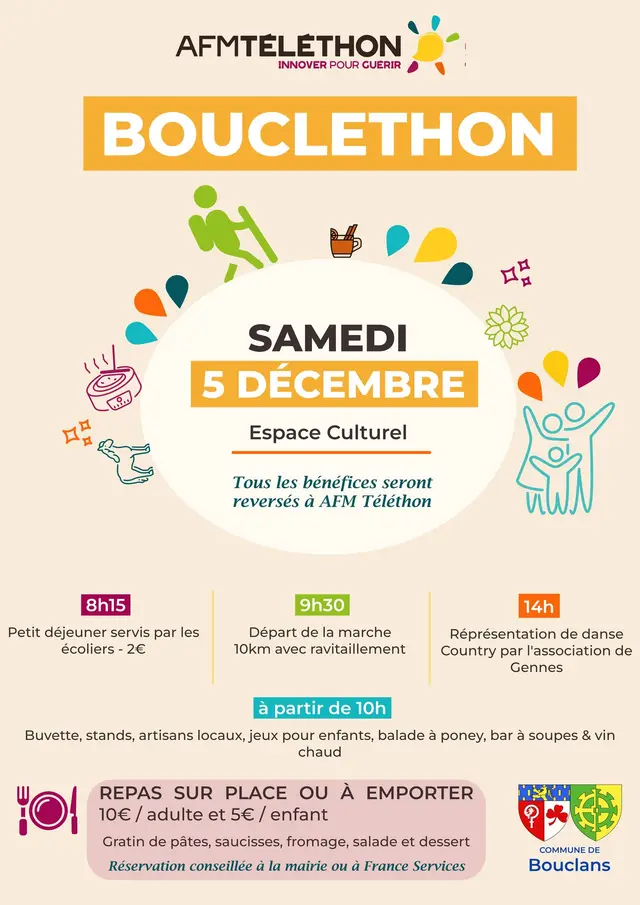 AFMTÉLÉTHON
INNOVER POUR GUÉRIR
BOUCLETHON
SAMEDI
5 DÉCEMBRE
Espace Culturel
Tous les bénéfices seront
reversés à AFM Téléthon
8h15
Petit déjeuner servis par les
écoliers - 2€
9h30
Départ de la marche
10km avec ravitaillement
14h
Réprésentation de danse
Country par l'association de
Gennes
à partir de 10h
Buvette, stands, artisans locaux, jeux pour enfants, balade à poney, bar à soupes & vin
chaud
REPAS SUR PLACE OU À EMPORTER
10€ / adulte et 5€ / enfant
Gratin de pâtes, saucisses, fromage, salade et dessert
Réservation conseillée à la mairie ou à France Services
COMMUNE DE
Bouclans